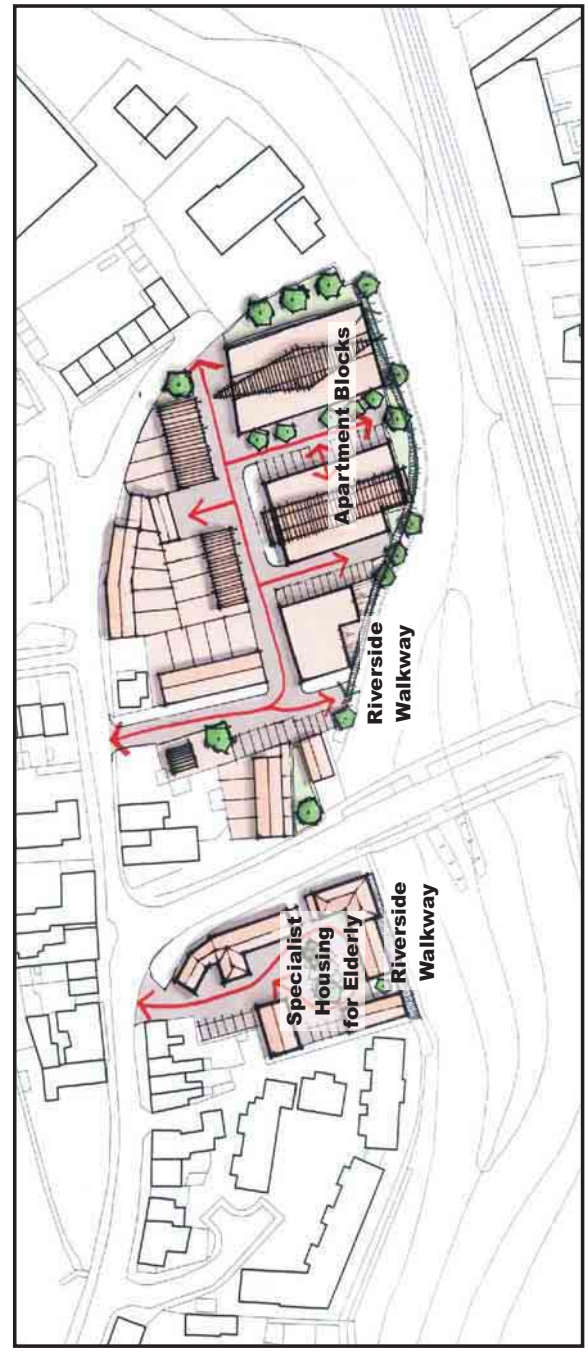 Specialist
Housing
for Elderly
Riverside
Walkway
Riverside
Walkway
Apartment Blocks